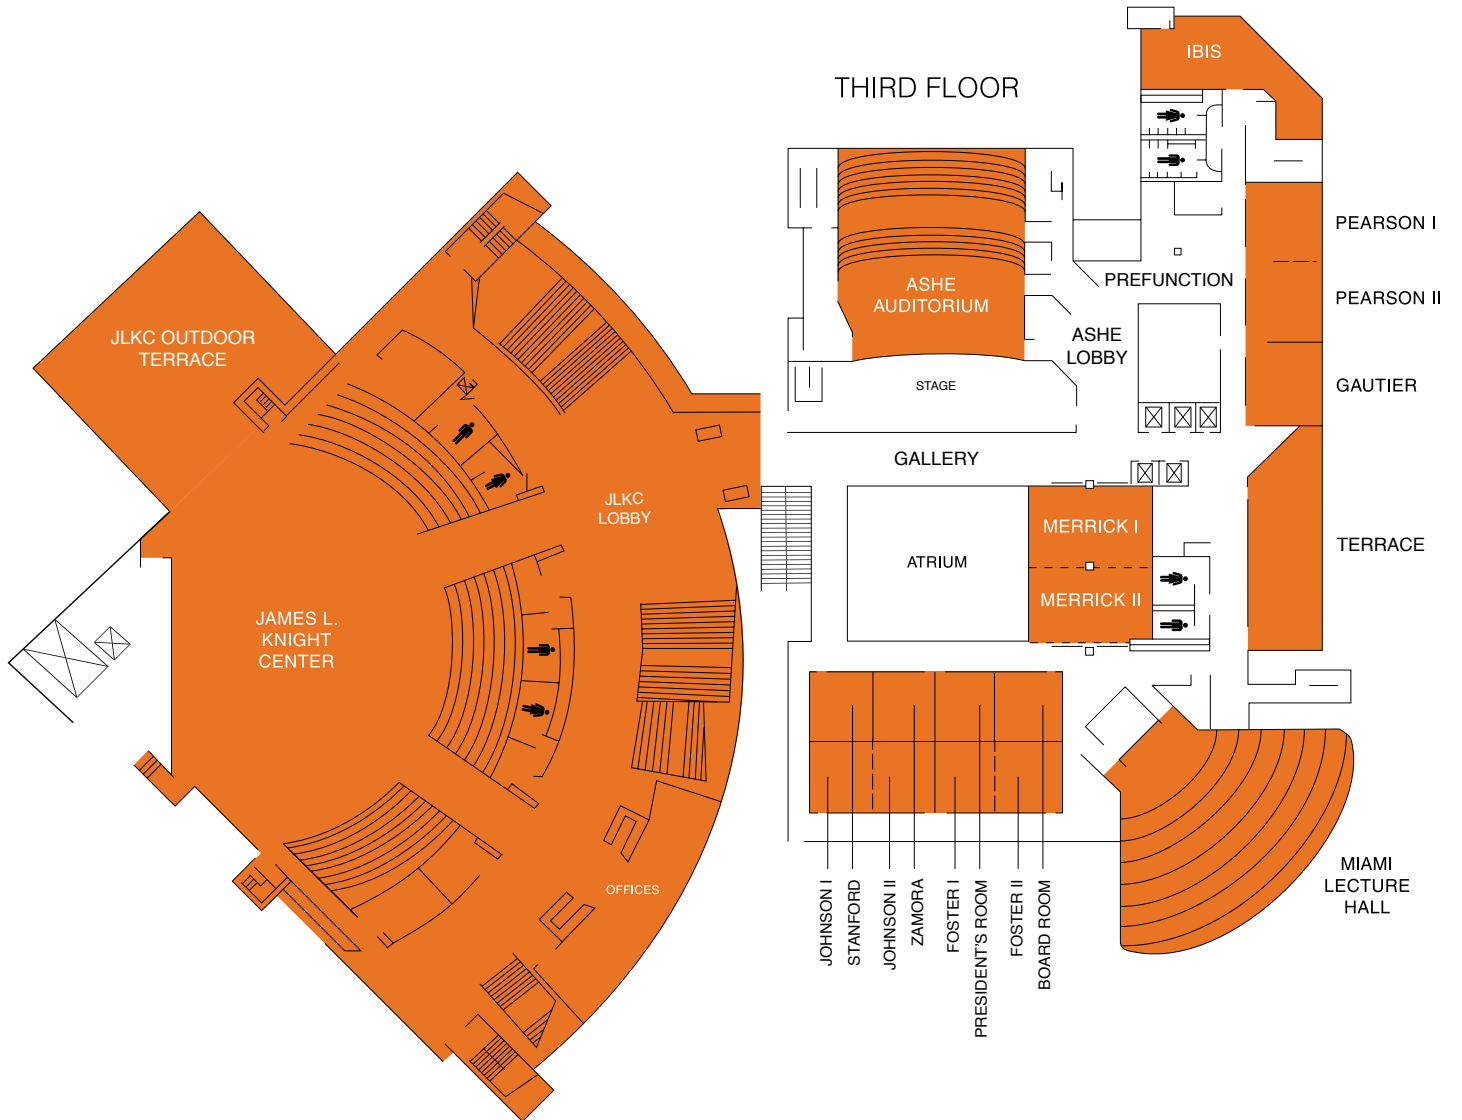 THIRD FLOOR
IBIS
PEARSON I
PEARSON II
GAUTIER
TERRACE
PREFUNCTION
ASHE
AUDITORIUM
ASHE
LOBBY
STAGE
GALLERY
JLKC OUTDOOR
TERRACE
JLKC
LOBBY
JAMES L.
KNIGHT
CENTER
OFFICES
ATRIUM
MERRICK I
MERRICK II
MIAMI
LECTURE
HALL
JOHNSON I
STANFORD
JOHNSON II
ZAMORA
FOSTER I
PRESIDENT'S ROOM
FOSTER II
BOARD ROOM